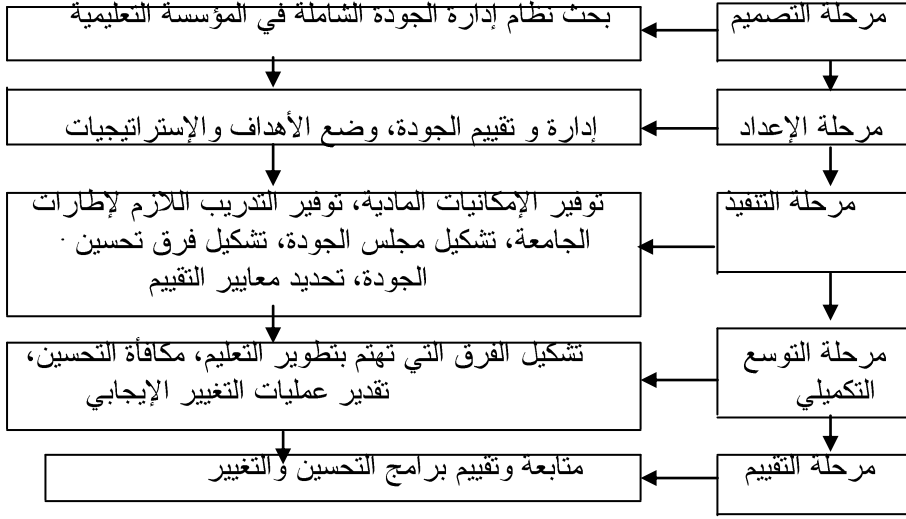 مرحلة التصميم
بحث نظام إدارة الجودة الشاملة في المؤسسة التعليمية
مرحلة الإعداد
إدارة و تقييم الجودة، وضع الأهداف والإستراتيجيات
مرحلة التنفيذ
توفير الإمكانيات المادية، توفير التدريب اللازم لإطارات
الجامعة، تشكيل مجلس الجودة، تشكيل فرق تحسين
الجودة، تحديد معايير التقييم
مرحلة التوسع
التكميلي
تشكيل الفرق التي تهتم بتطوير التعليم، مكافأة التحسين،
تقدير عمليات التغيير الإيجابي
مرحلة التقييم
متابعة وتقييم برامج التحسين والتغيير